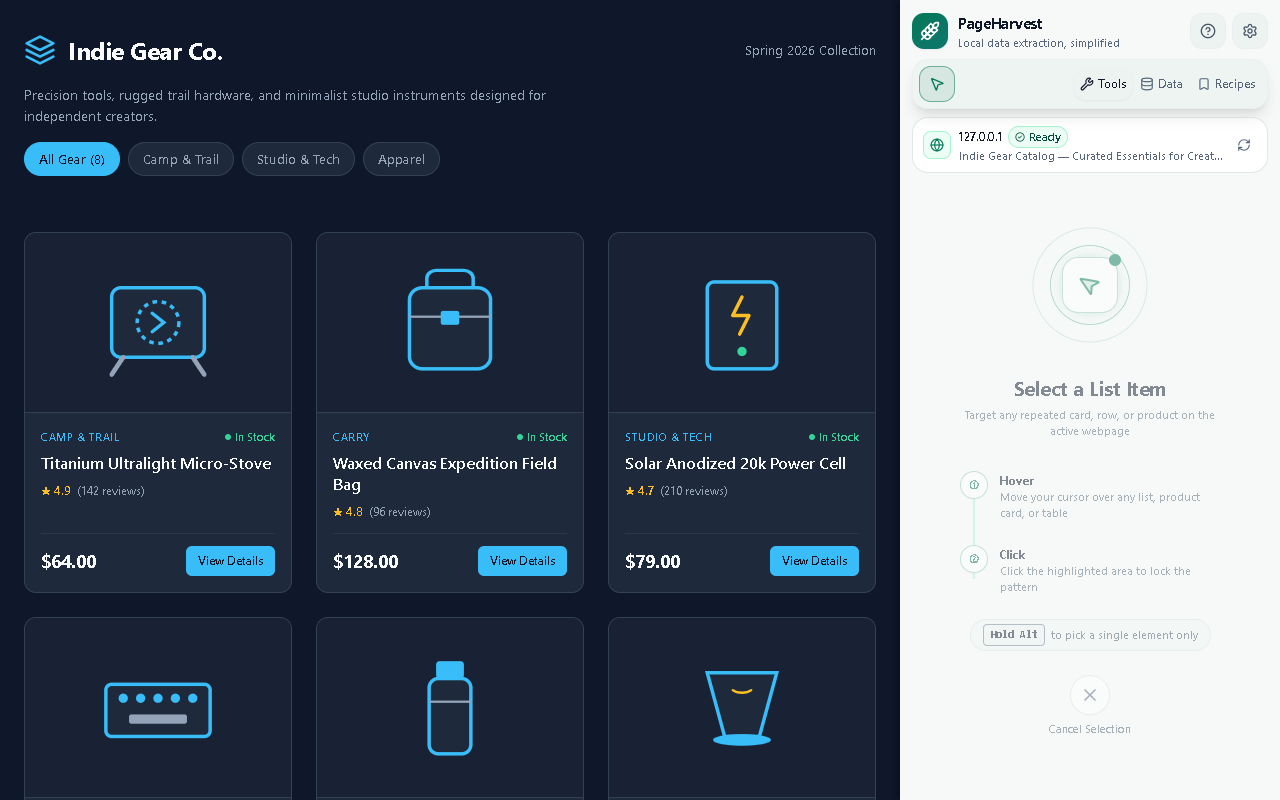 Indie Gear Co.
Spring 2026 Collection
Precision tools, rugged trail hardware, and minimalist studio instruments designed for
independent creators.
All Gear (8)
Camp & Trail
Studio & Tech
Apparel
CAMP & TRAIL
In Stock
Titanium Ultralight Micro-Stove
★ 4.9 (142 reviews)
$64.00
View Details
CARRY
In Stock
Waxed Canvas Expedition Field
Bag
★ 4.8 (96 reviews)
$128.00
View Details
STUDIO & TECH
In Stock
Solar Anodized 20k Power Cell
★ 4.7 (210 reviews)
$79.00
View Details
PageHarvest
Local data extraction, simplified
Tools
Data
Recipes
127.0.0.1
Ready
Indie Gear Catalog — Curated Essentials for Creat...
Select a List Item
Target any repeated card, row, or product on the
active webpage
1
Hover
Move your cursor over any list, product
card, or table
2
Click
Click the highlighted area to lock the
pattern
Hold Alt to pick a single element only
Cancel Selection